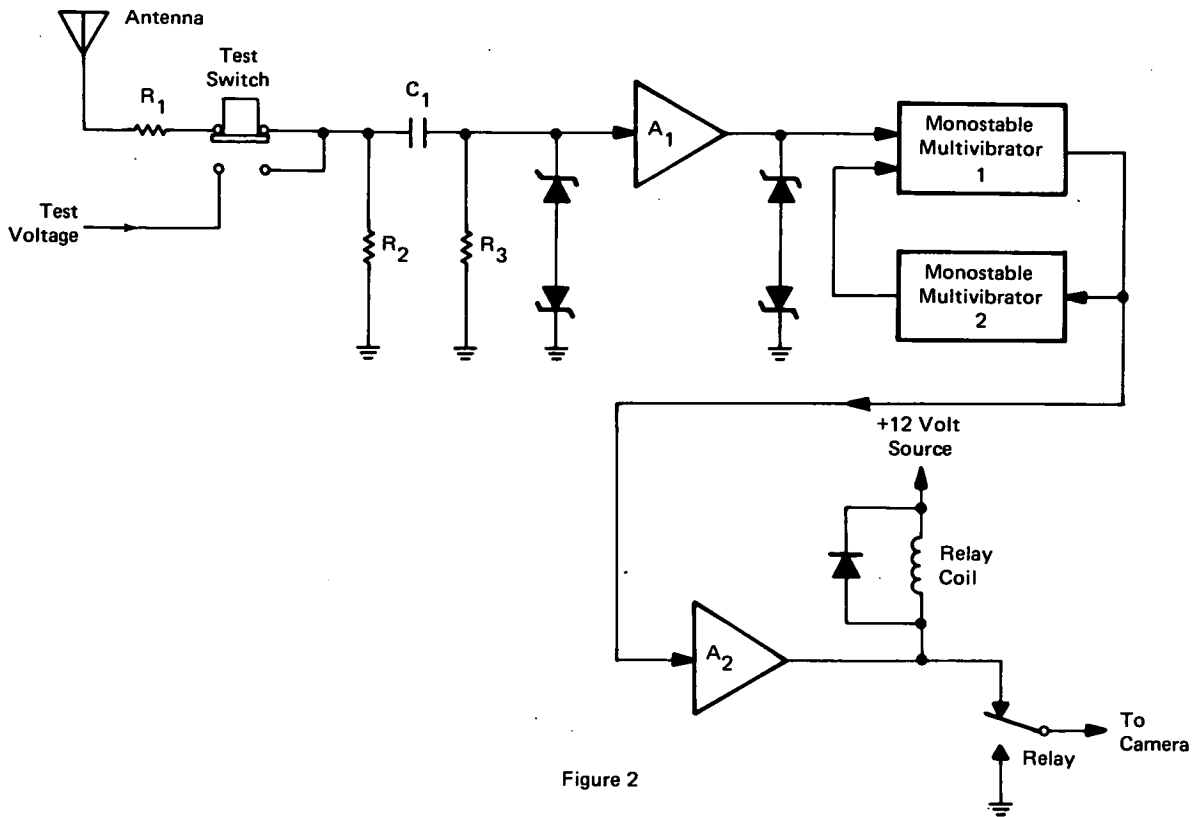 Antenna
Test
Switch
R1
C1
A1
Monostable
Multivibrator
1
Test
Voltage
R2
R3
Monostable
Multivibrator
2
+12 Volt
Source
Relay
Coil
A2
To
Camera
Relay
Figure 2